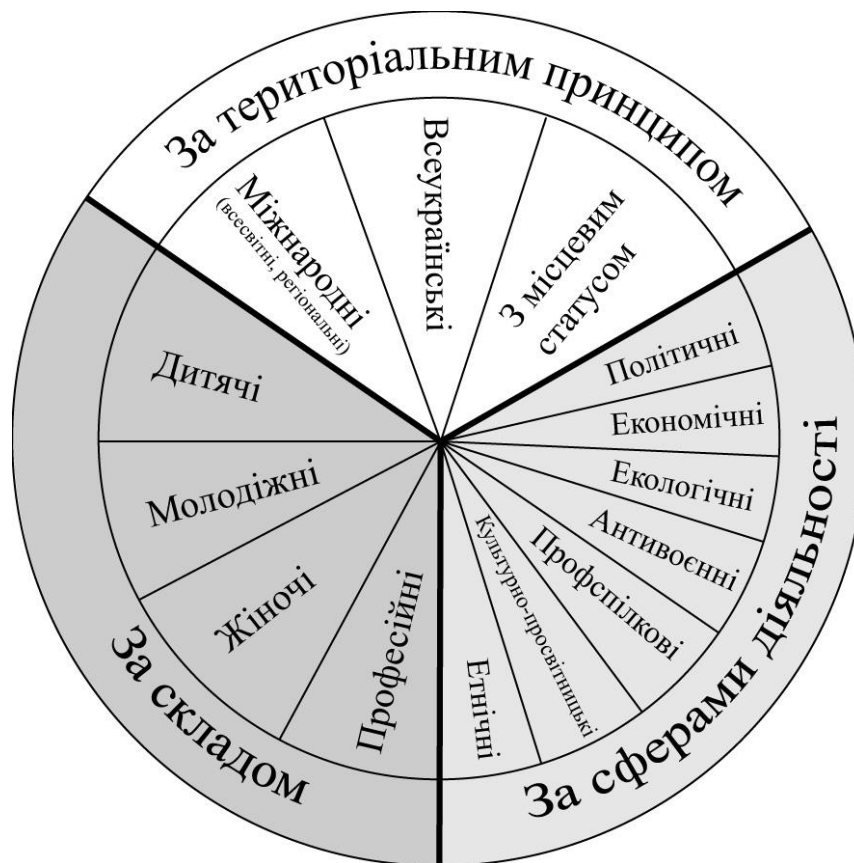 За територіальним принципом
Міжнародні
(всесвітні, регіональні)
Всеукраїнські
З місцевим
статусом
За сферами діяльності
Політичні
Економічні
Екологічні
Антивоєнні
Профспілкові
Культурно-просвітницькі
Етнічні
За складом
Дитячі
Молодіжні
Жіночі
Професійні